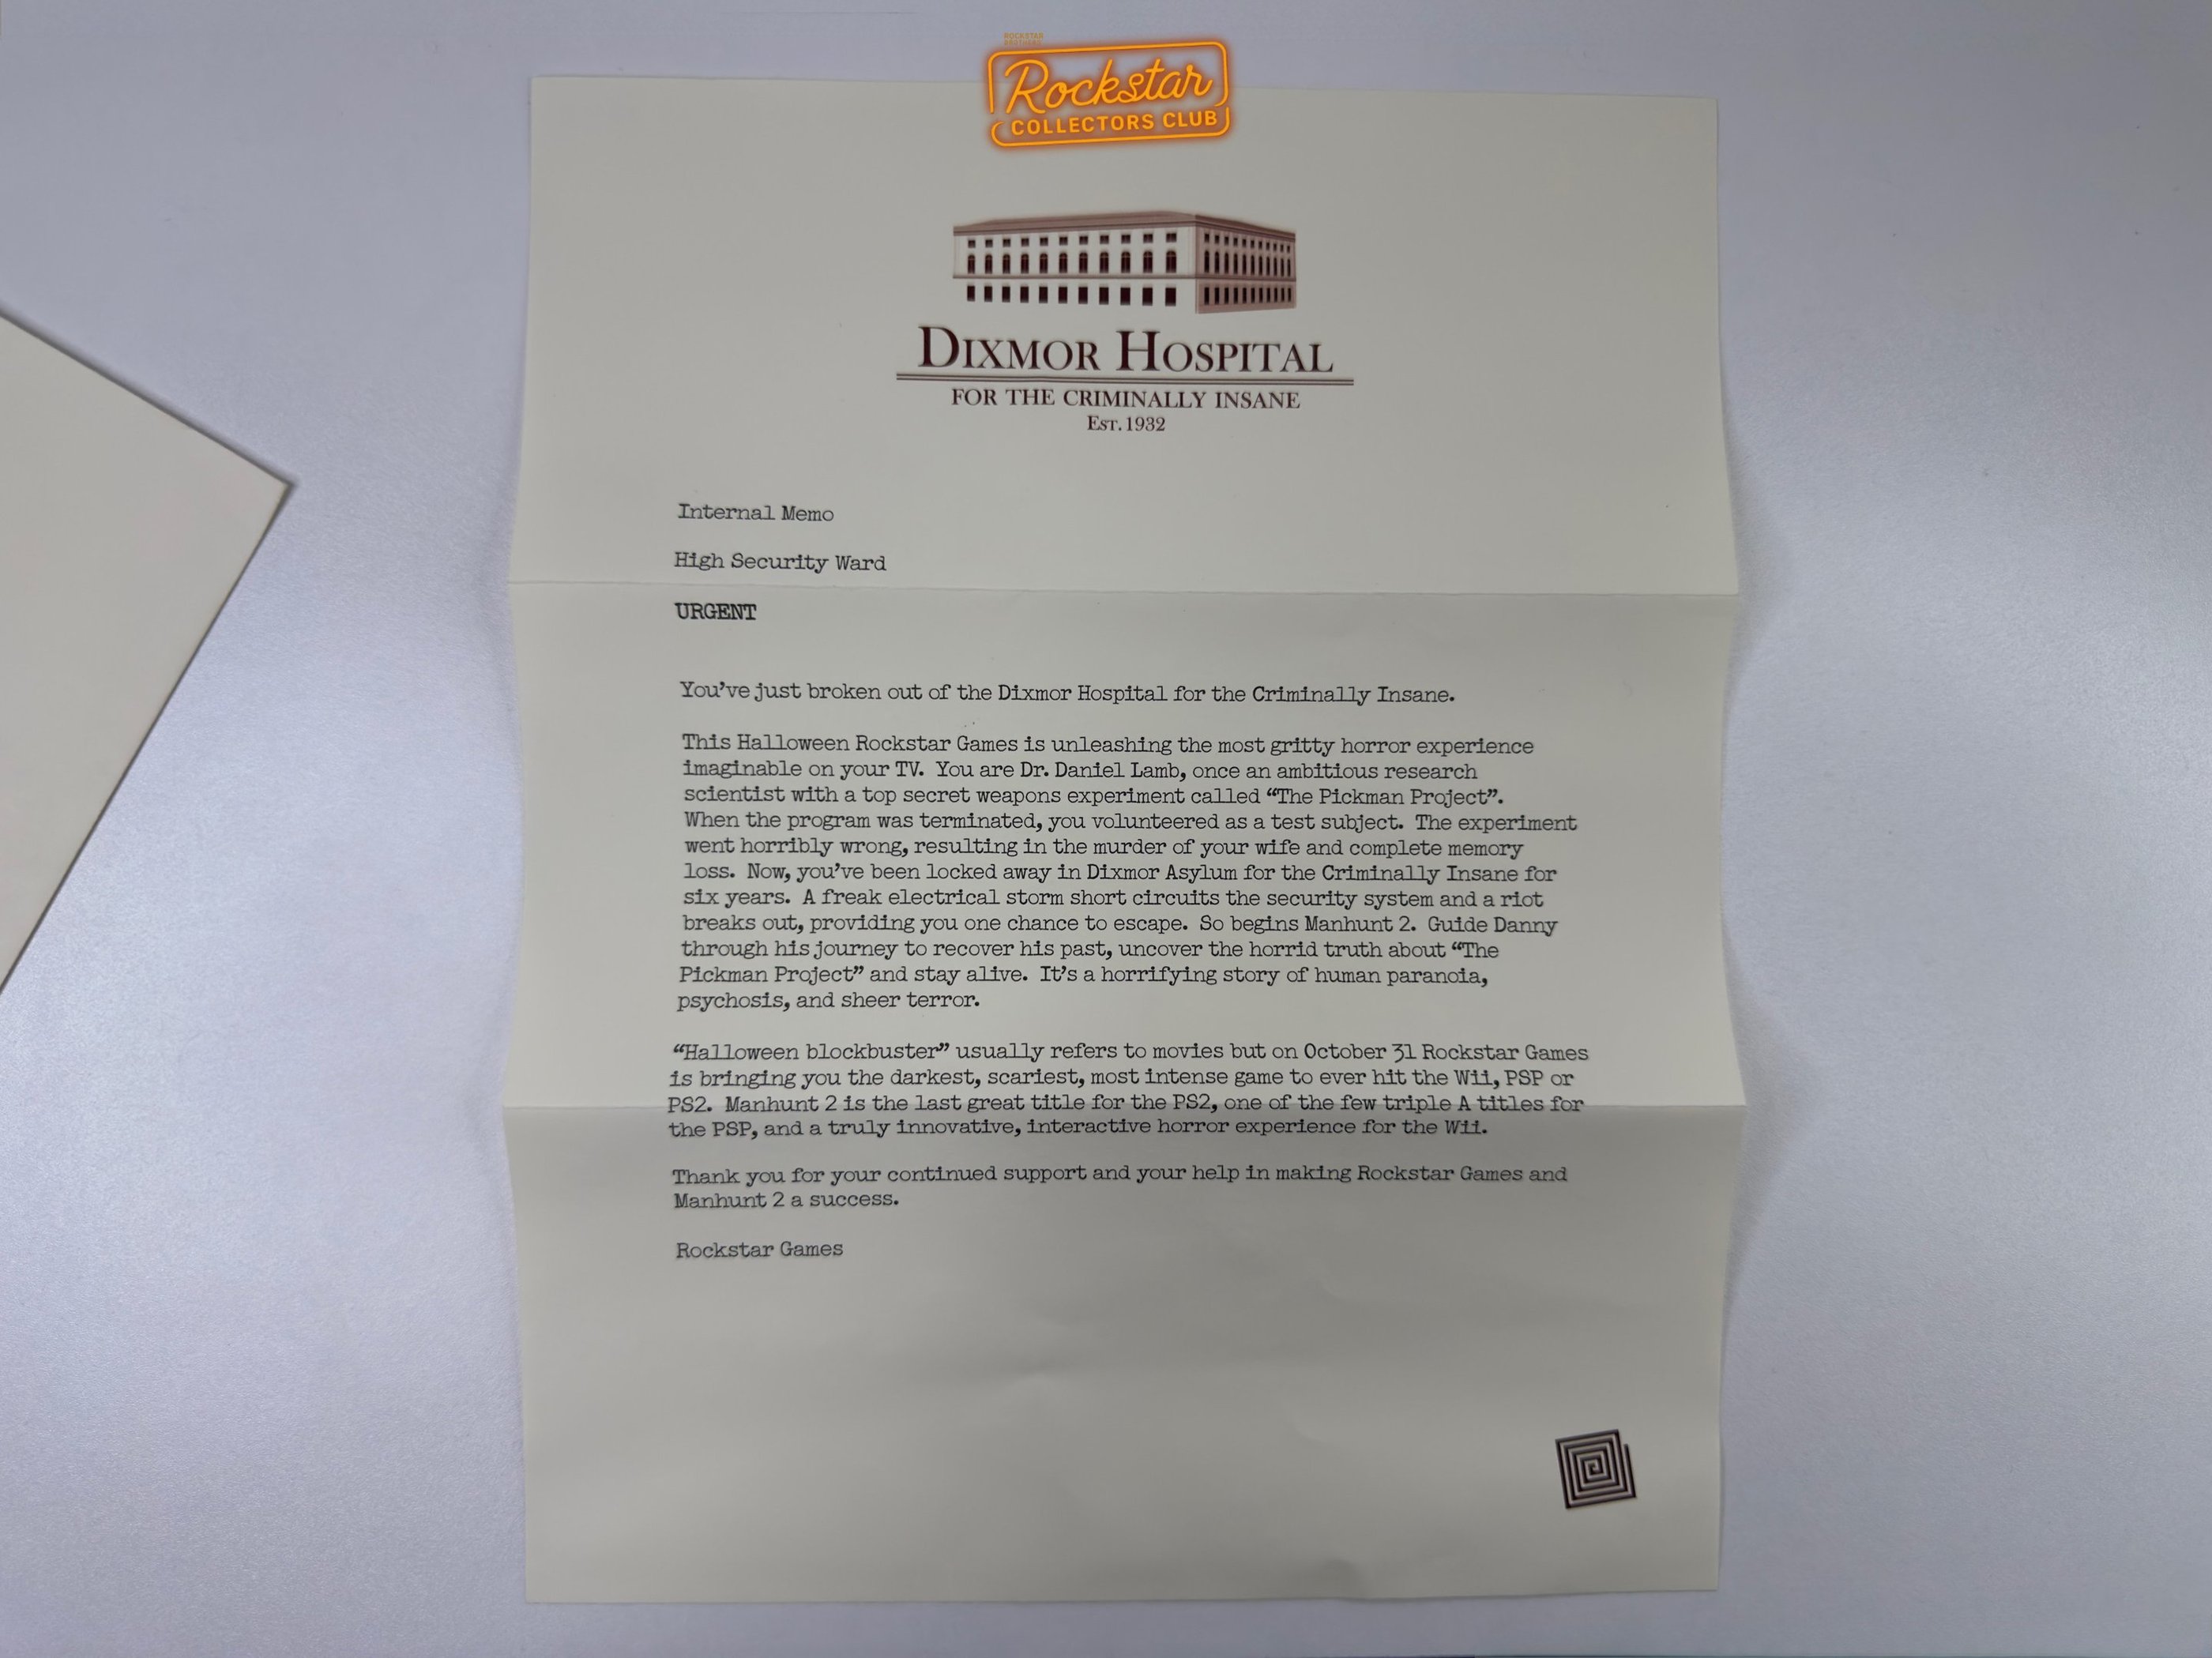 ROCKSTAR
BROTHERS
Rockstar
COLLECTORS CLUB
DIXMOR HOSPITAL
FOR THE CRIMINALLY INSANE
EST. 1932
Internal Memo
High Security Ward
URGENT
You've just broken out of the Dixmor Hospital for the Criminally Insane.
This Halloween Rockstar Games is unleashing the most gritty horror experience
imaginable on your TV.  You are Dr. Daniel Lamb, once an ambitious research
scientist with a top secret weapons experiment called “The Pickman Project”.
When the program was terminated, you volunteered as a test subject.  The experiment
went horribly wrong, resulting in the murder of your wife and complete memory
loss.  Now, you've been locked away in Dixmor Asylum for the Criminally Insane for
six years.  A freak electrical storm short circuits the security system and a riot
breaks out, providing you one chance to escape.  So begins Manhunt 2.  Guide Danny
through his journey to recover his past, uncover the horrid truth about “The
Pickman Project” and stay alive.  It's a horrifying story of human paranoia,
psychosis, and sheer terror.
“Halloween blockbuster” usually refers to movies but on October 31 Rockstar Games
is bringing you the darkest, scariest, most intense game to ever hit the Wii, PSP or
PS2.  Manhunt 2 is the last great title for the PS2, one of the few triple A titles for
the PSP, and a truly innovative, interactive horror experience for the Wii.
Thank you for your continued support and your help in making Rockstar Games and
Manhunt 2 a success.
Rockstar Games